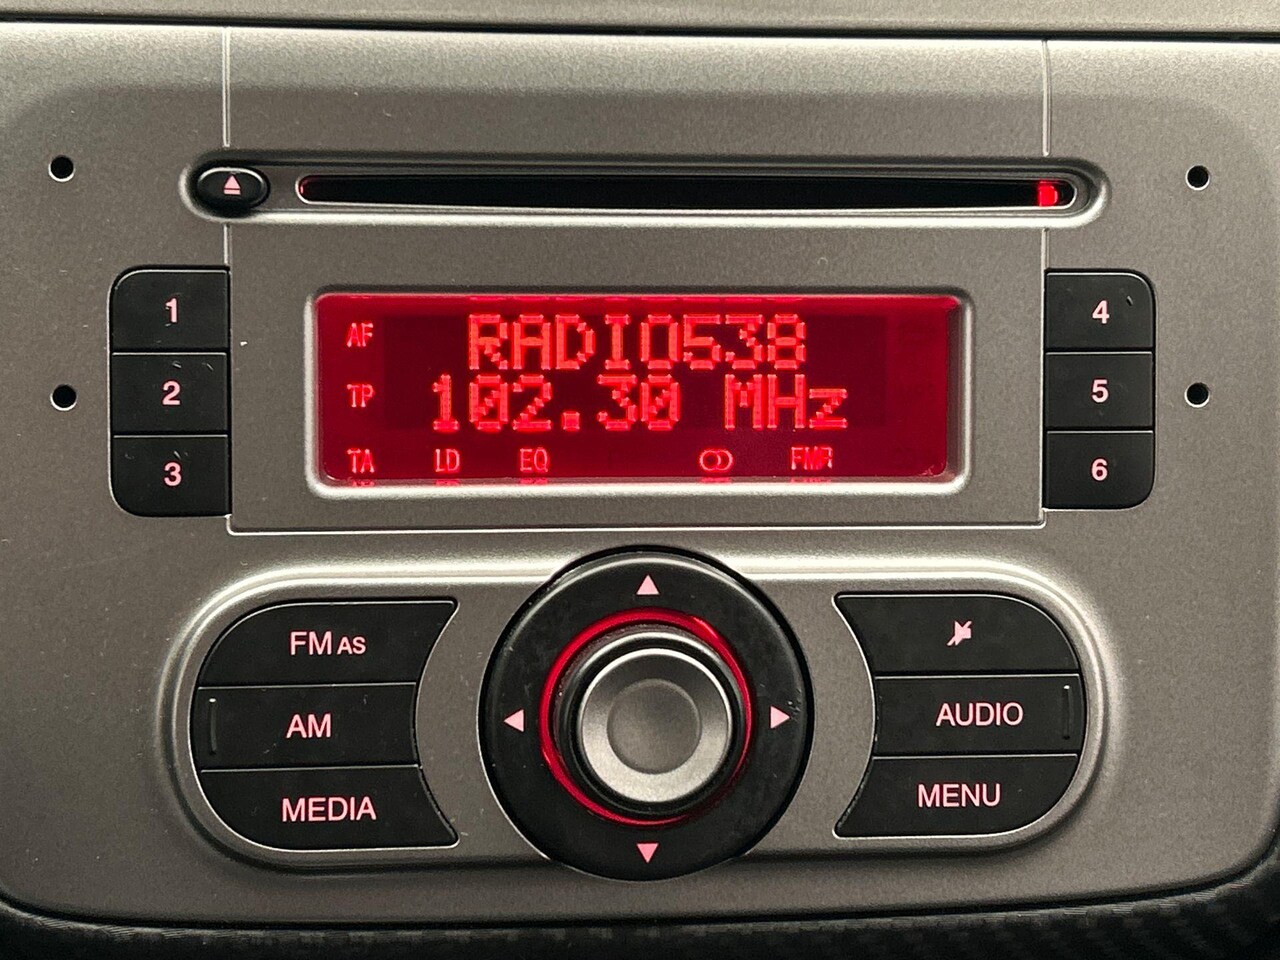 1
2
3
AF
RADIO538
TP
102.30 MHz
TA LD EQ FMA
4
5
6
FM AS
AM
MEDIA
AUDIO
MENU